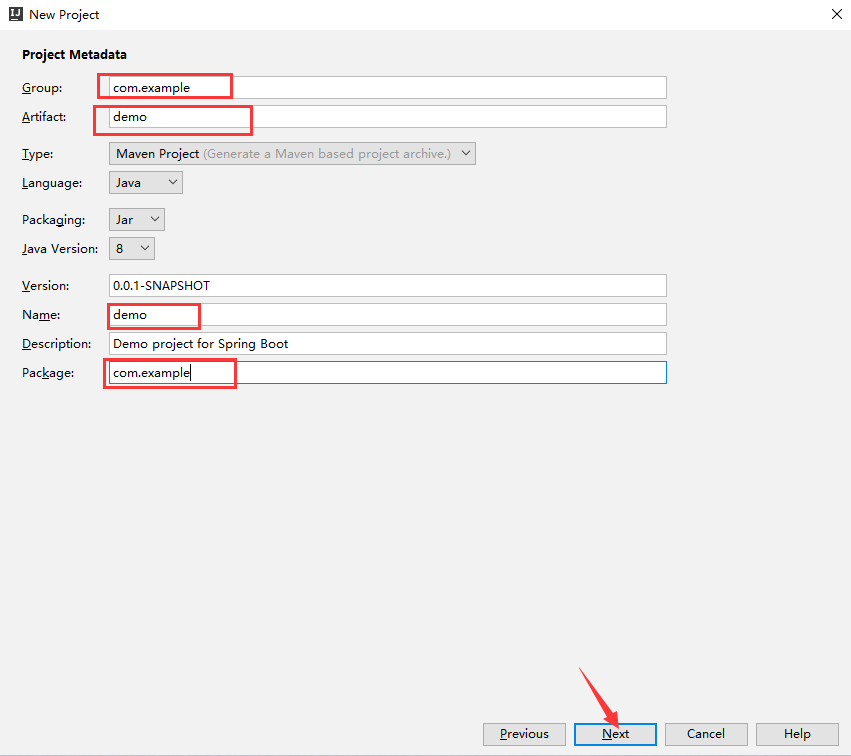 IJ New Project
Project Metadata
Group: com.example
Artifact: demo
Type: Maven Project (Generate a Maven based project archive.)
Language: Java
Packaging: Jar
Java Version: 8
Version: 0.0.1-SNAPSHOT
Name: demo
Description: Demo project for Spring Boot
Package: com.example
Previous Next Cancel Help